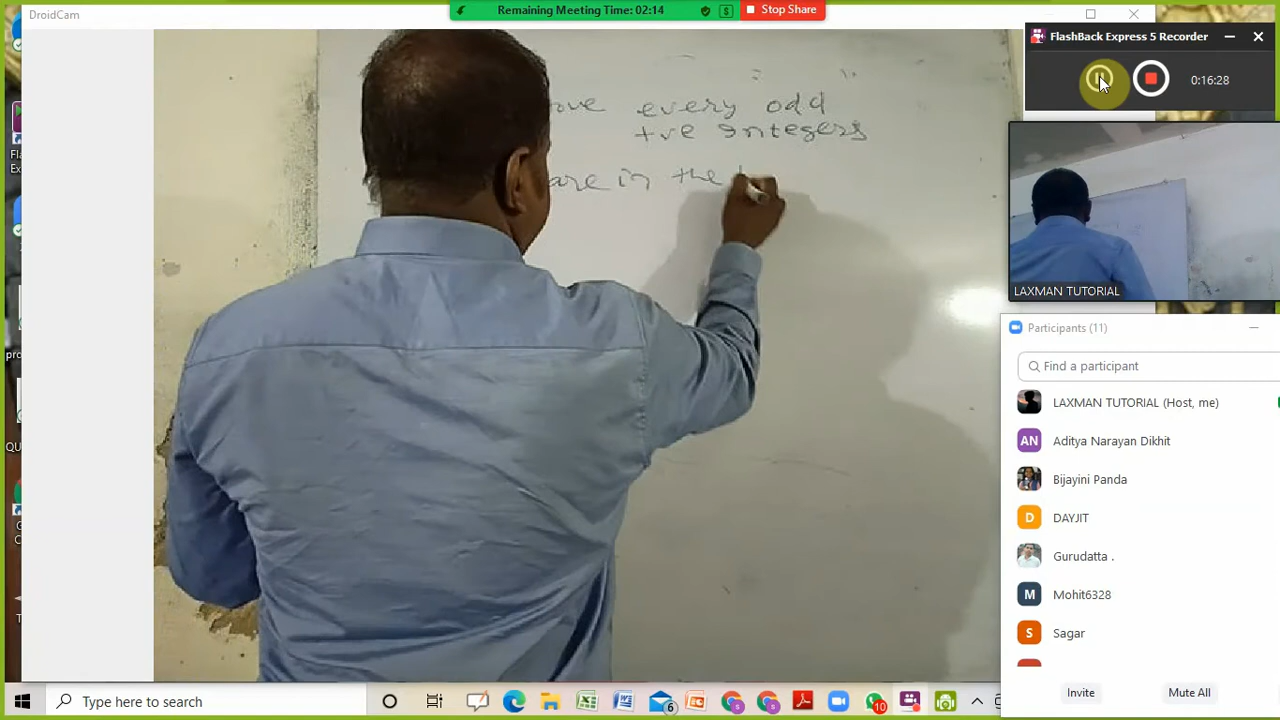 DroidCam
Remaining Meeting Time: 02:14
Stop Share
FlashBack Express 5 Recorder
0:16:28
every odd
+ve Integers
are in the
LAXMAN TUTORIAL
Participants (11)
Find a participant
LAXMAN TUTORIAL (Host, me)
AN Aditya Narayan Dikhit
Bijayini Panda
D DAYJIT
Gurudatta .
M Mohit6328
S Sagar
Invite
Mute All
Type here to search
6
10